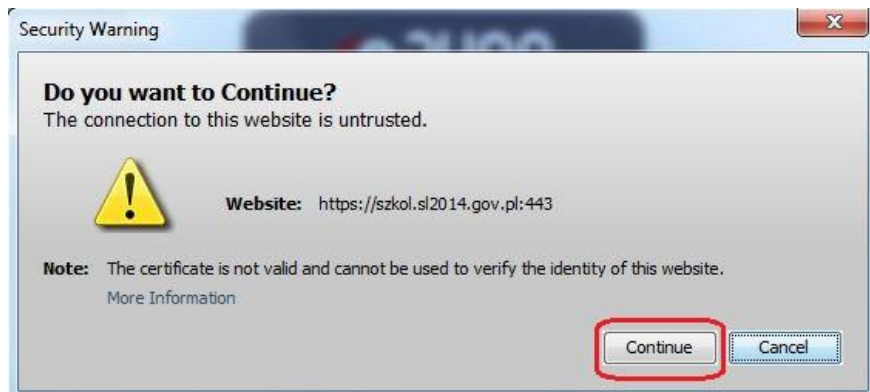 Security Warning
Do you want to Continue?
The connection to this website is untrusted.
Website: https://szkol.sl2014.gov.pl:443
Note: The certificate is not valid and cannot be used to verify the identity of this website.
More Information
Continue Cancel